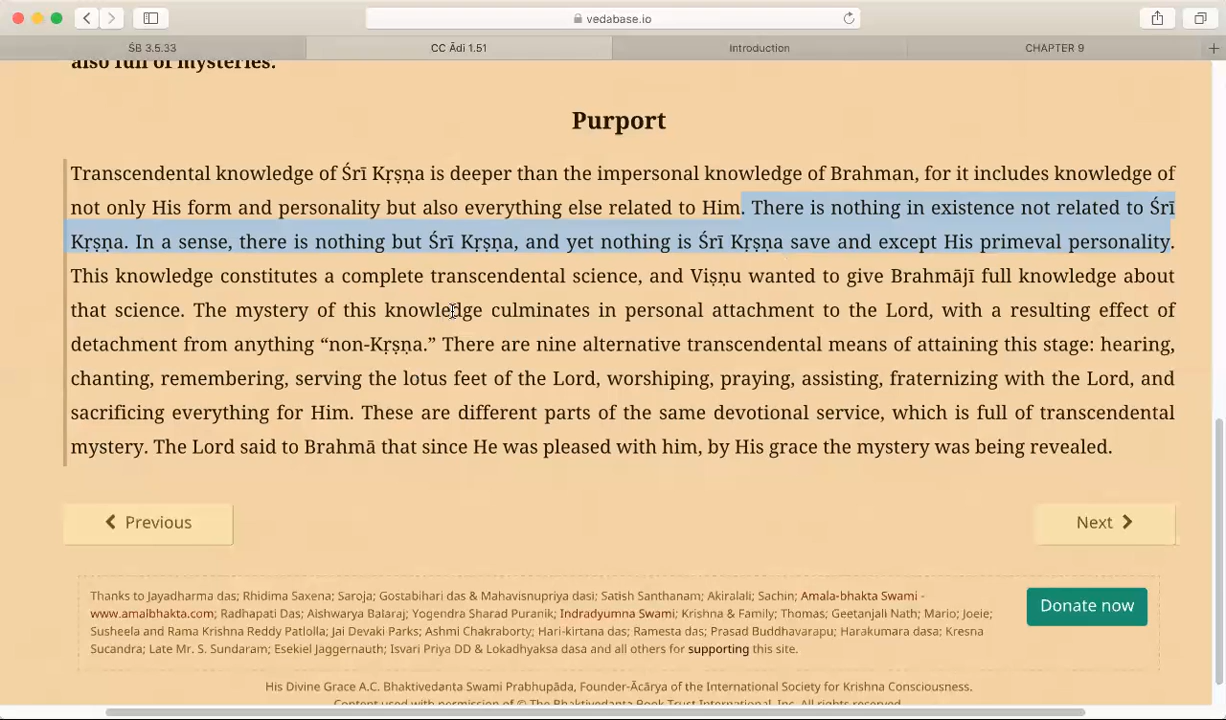 vedabase.io
ŚB 3.5.33
CC Ādi 1.51
Introduction
CHAPTER 9
also full of mysteries.
Purport
Transcendental knowledge of Śrī Kṛṣṇa is deeper than the impersonal knowledge of Brahman, for it includes knowledge of
not only His form and personality but also everything else related to Him. There is nothing in existence not related to Śrī
Kṛṣṇa. In a sense, there is nothing but Śrī Kṛṣṇa, and yet nothing is Śrī Kṛṣṇa save and except His primeval personality.
This knowledge constitutes a complete transcendental science, and Viṣṇu wanted to give Brahmājī full knowledge about
that science. The mystery of this knowledge culminates in personal attachment to the Lord, with a resulting effect of
detachment from anything “non-Kṛṣṇa.” There are nine alternative transcendental means of attaining this stage: hearing,
chanting, remembering, serving the lotus feet of the Lord, worshiping, praying, assisting, fraternizing with the Lord, and
sacrificing everything for Him. These are different parts of the same devotional service, which is full of transcendental
mystery. The Lord said to Brahmā that since He was pleased with him, by His grace the mystery was being revealed.
Previous
Next
Thanks to Jayadharma das; Rhidima Saxena; Saroja; Gostabihari das & Mahavisnupriya dasi; Satish Santhanam; Akiralali; Sachin; Amala-bhakta Swami -
www.amalbhakta.com; Radhapati Das; Aishwarya Balaraj; Yogendra Sharad Puranik; Indradyumna Swami; Krishna & Family; Thomas; Geetanjali Nath; Mario; Joeie;
Susheela and Rama Krishna Reddy Patlolla; Jai Devaki Parks; Ashmi Chakraborty; Hari-kirtana das; Ramesta das; Prasad Buddhavarapu; Harakumara dasa; Kresna
Sucandra; Late Mr. S. Sundaram; Esekiel Jaggernauth; Isvari Priya DD & Lokadhyaksa dasa and all others for supporting this site.
Donate now
His Divine Grace A.C. Bhaktivedanta Swami Prabhupāda, Founder-Ācārya of the International Society for Krishna Consciousness.
Content used with permission of © The Bhaktivedanta Book Trust International, Inc. All rights reserved.